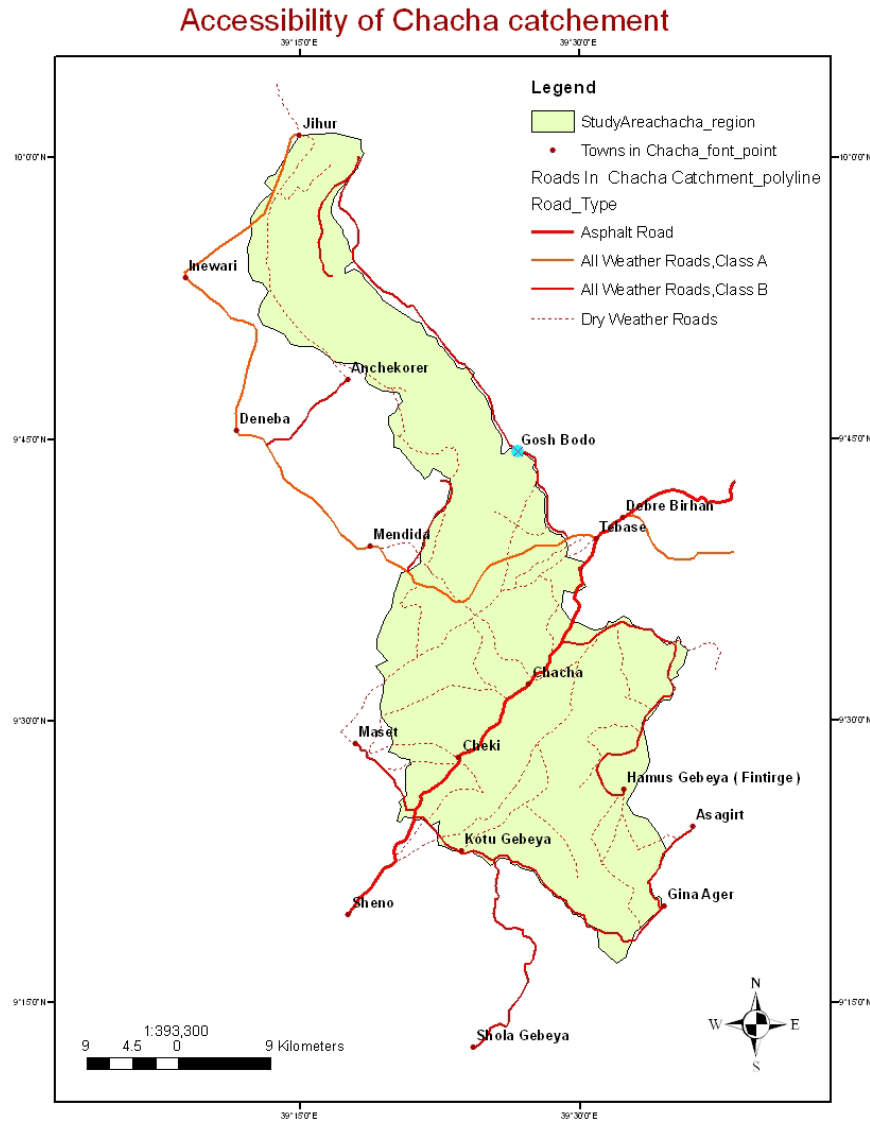 Accessibility of Chacha catchement
39°15'0"E
39°30'0"E
Legend
StudyAreachacha_region
Towns in Chacha_font_point
Roads In Chacha Catchment_polyline
Road_Type
Asphalt Road
All Weather Roads,Class A
All Weather Roads,Class B
Dry Weather Roads
Jihur
10°0'0"N
10°0'0"N
Inewari
Anchekorer
Deneba
9°45'0"N
9°45'0"N
Gosh Bodo
Debre Birhan
Tebase
Mendida
Chacha
9°30'0"N
9°30'0"N
Maset
Cheki
Hamus Gebeya ( Fintirge )
Asagirt
Kotu Gebeya
Gina Ager
Sheno
9°15'0"N
9°15'0"N
Shola Gebeya
N
W
E
S
1:393,300
9 4.5 0 9 Kilometers
39°15'0"E
39°30'0"E